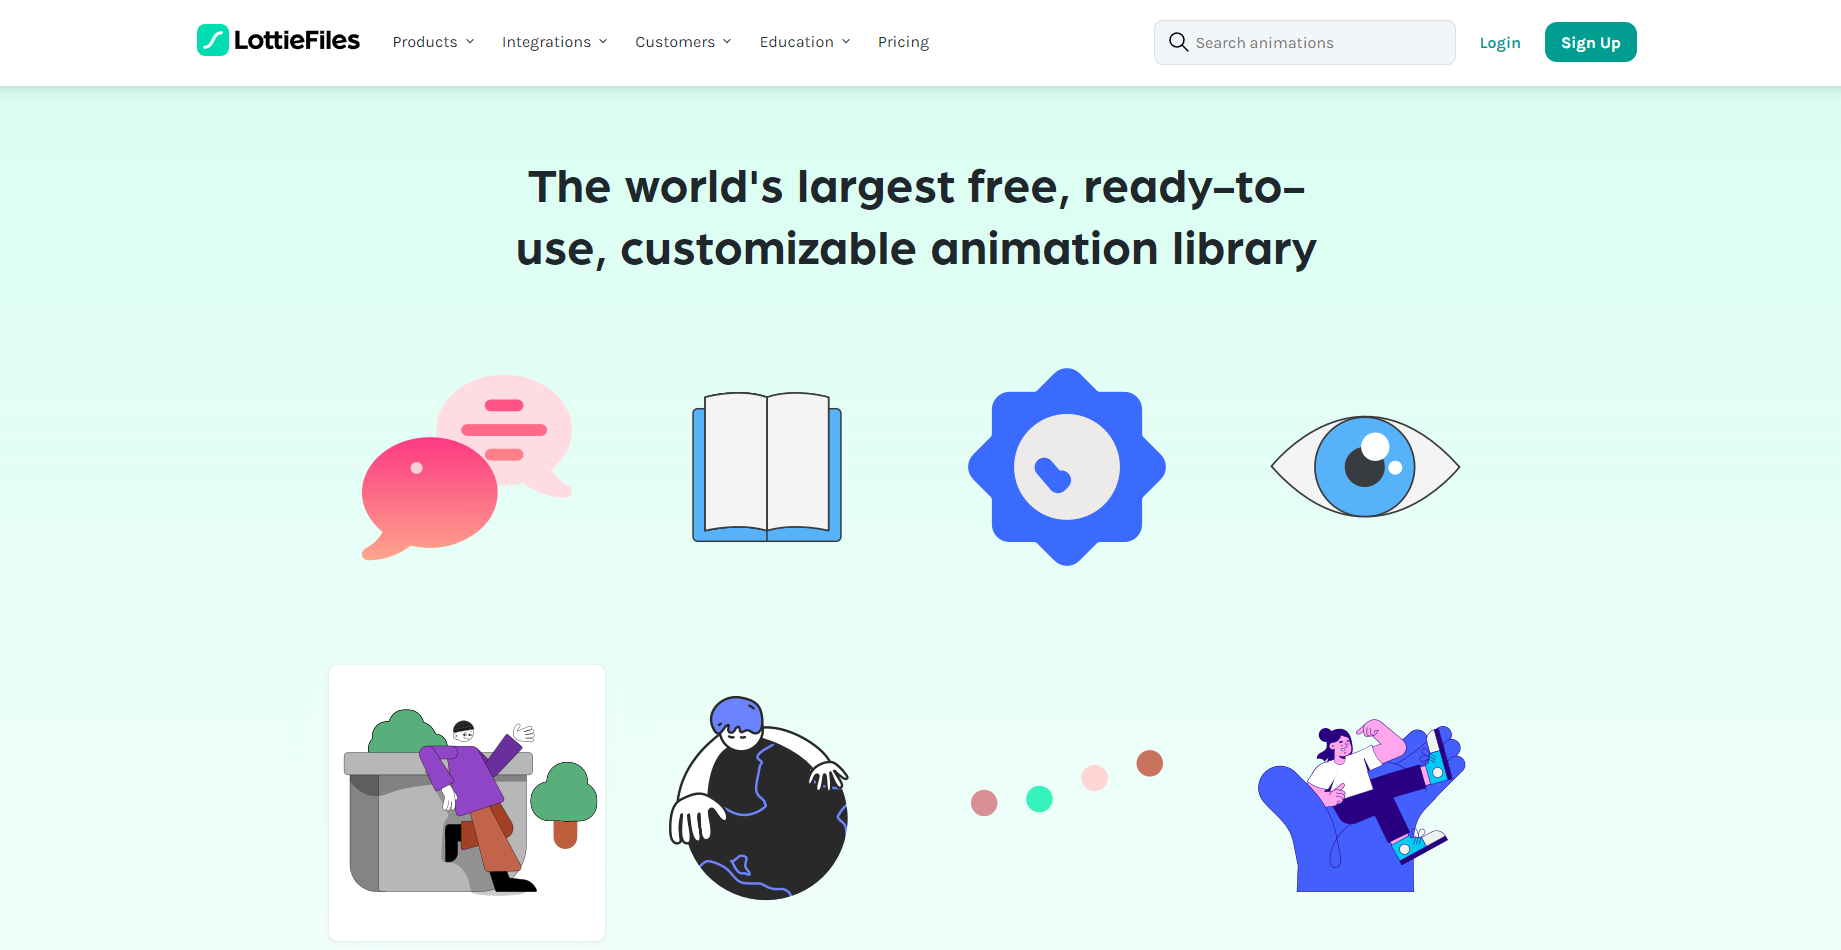 LottieFiles
Products
Integrations
Customers
Education
Pricing
Search animations
Login
Sign Up
The world's largest free, ready-to-
use, customizable animation library